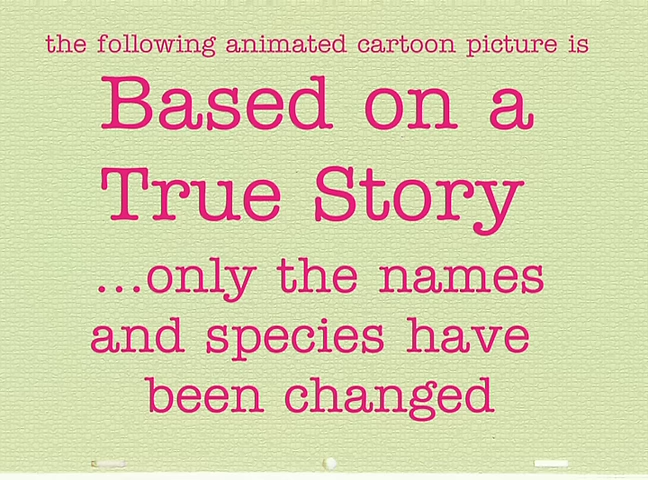 the following animated cartoon picture is
Based on a
True Story
...only the names
and species have
been changed